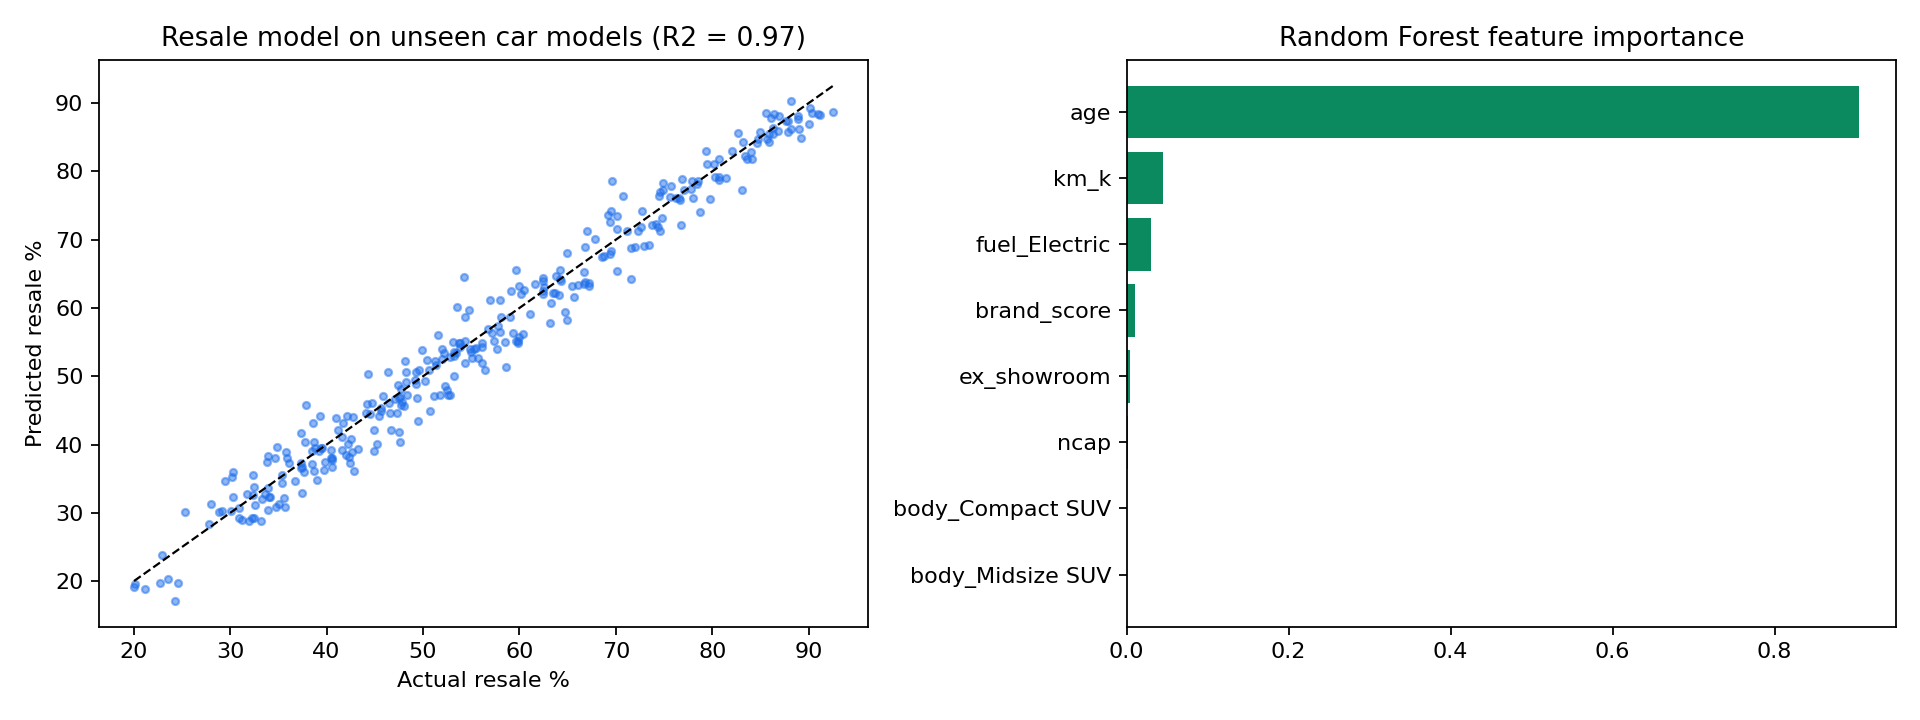 Resale model on unseen car models (R2 = 0.97)
Predicted resale %
90
80
70
60
50
40
30
20
20 30 40 50 60 70 80 90
Actual resale %
Random Forest feature importance
age
km_k
fuel_Electric
brand_score
ex_showroom
ncap
body_Compact SUV
body_Midsize SUV
0.0 0.2 0.4 0.6 0.8